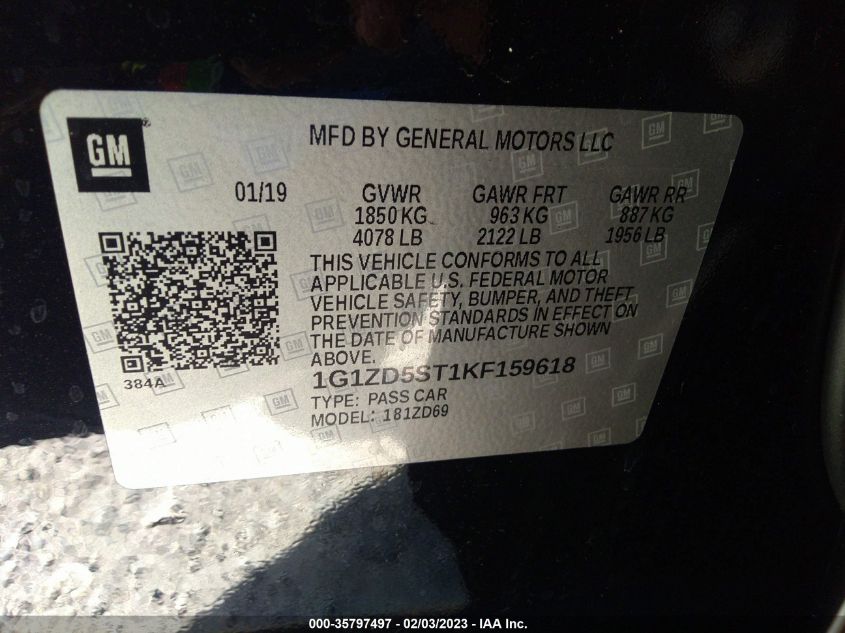 GM
MFD BY GENERAL MOTORS LLC
01/19 GVWR GAWR FRT GAWR RR
1850 KG 963 KG 887 KG
4078 LB 2122 LB 1956 LB
THIS VEHICLE CONFORMS TO ALL
APPLICABLE U.S. FEDERAL MOTOR
VEHICLE SAFETY, BUMPER, AND THEFT
PREVENTION STANDARDS IN EFFECT ON
THE DATE OF MANUFACTURE SHOWN
ABOVE.
384A
1G1ZD5ST1KF159618
TYPE: PASS CAR
MODEL: 181ZD69
000-35797497 - 02/03/2023 - IAA Inc.